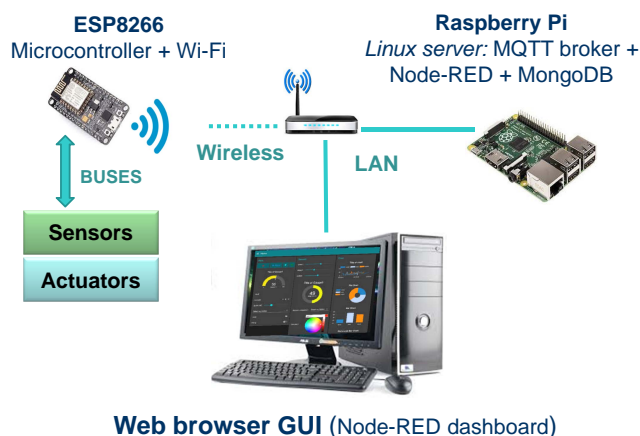 ESP8266
Microcontroller + Wi-Fi
Raspberry Pi
Linux server: MQTT broker +
Node-RED + MongoDB
Wireless
LAN
BUSES
Sensors
Actuators
Web browser GUI (Node-RED dashboard)